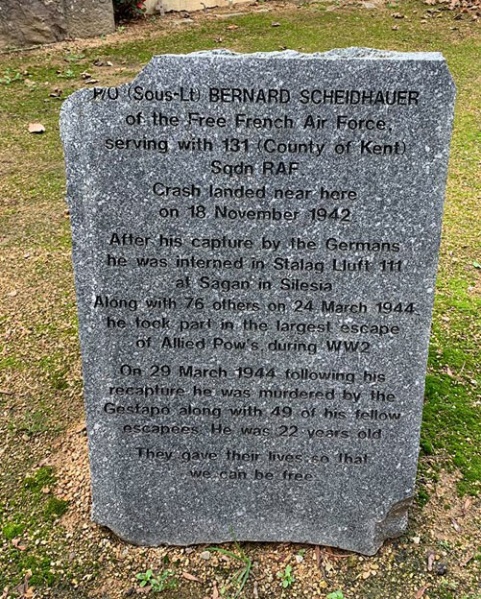 P/O (Sous-Lt) BERNARD SCHEIDHAUER
of the Free French Air Force,
serving with 131 (County of Kent)
Sqdn RAF
Crash landed near here
on 18 November 1942
After his capture by the Germans
he was interned in Stalag Lluft 111
at Sagan in Silesia
Along with 76 others on 24 March 1944
he took part in the largest escape
of Allied Pow's during WW2
On 29 March 1944 following his
recapture he was murdered by the
Gestapo along with 49 of his fellow
escapees. He was 22 years old
They gave their lives so that
we can be free